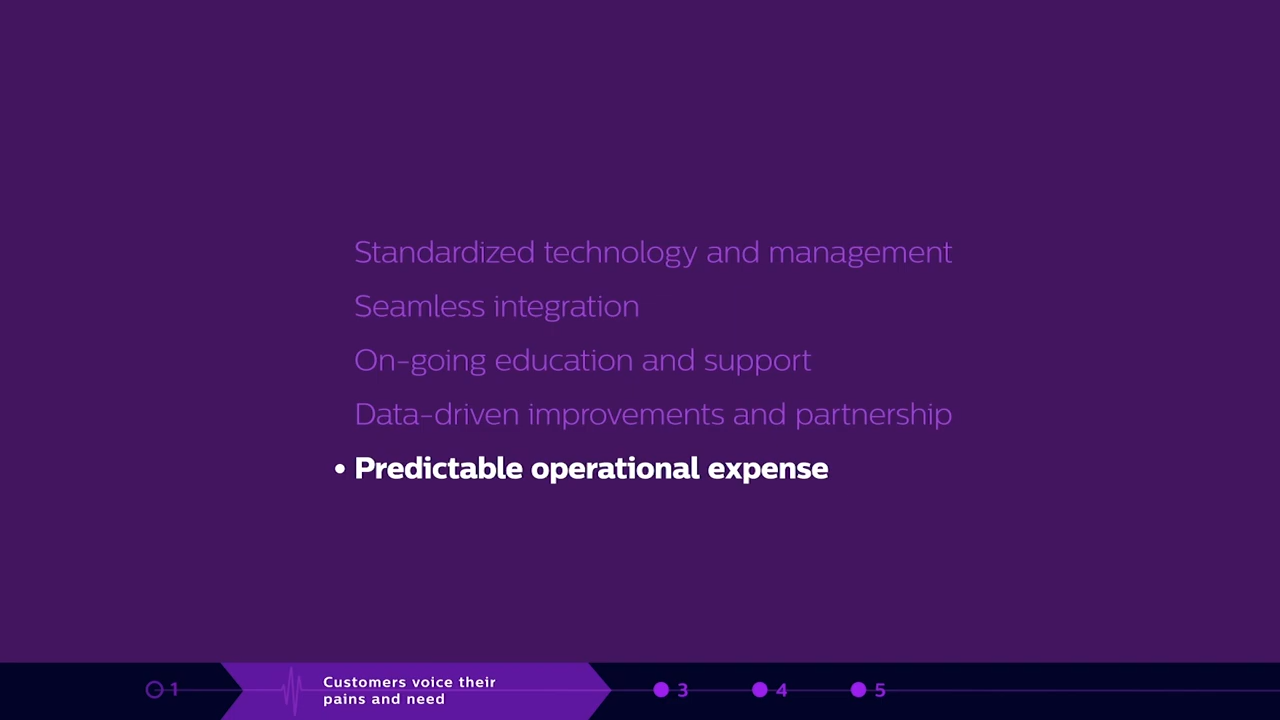 Standardized technology and management
Seamless integration
On-going education and support
Data-driven improvements and partnership
• Predictable operational expense
1
Customers voice their
pains and need
3
4
5